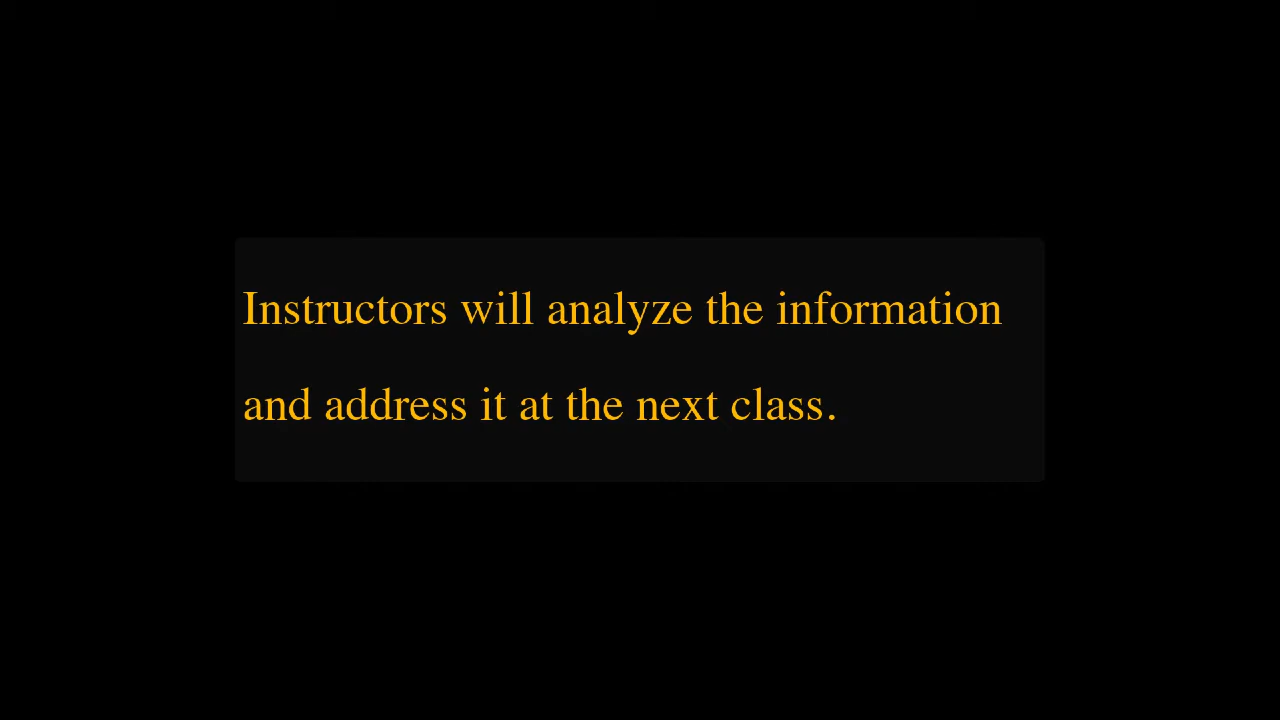 Instructors will analyze the information
and address it at the next class.